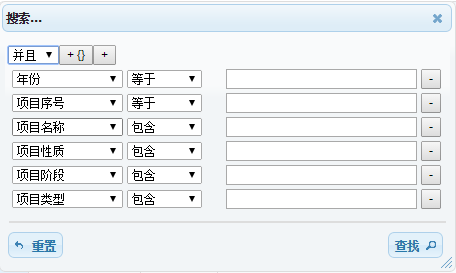 搜索...
并且 + {} +
年份 等于 -
项目序号 等于 -
项目名称 包含 -
项目性质 包含 -
项目阶段 包含 -
项目类型 包含 -
重置 查找